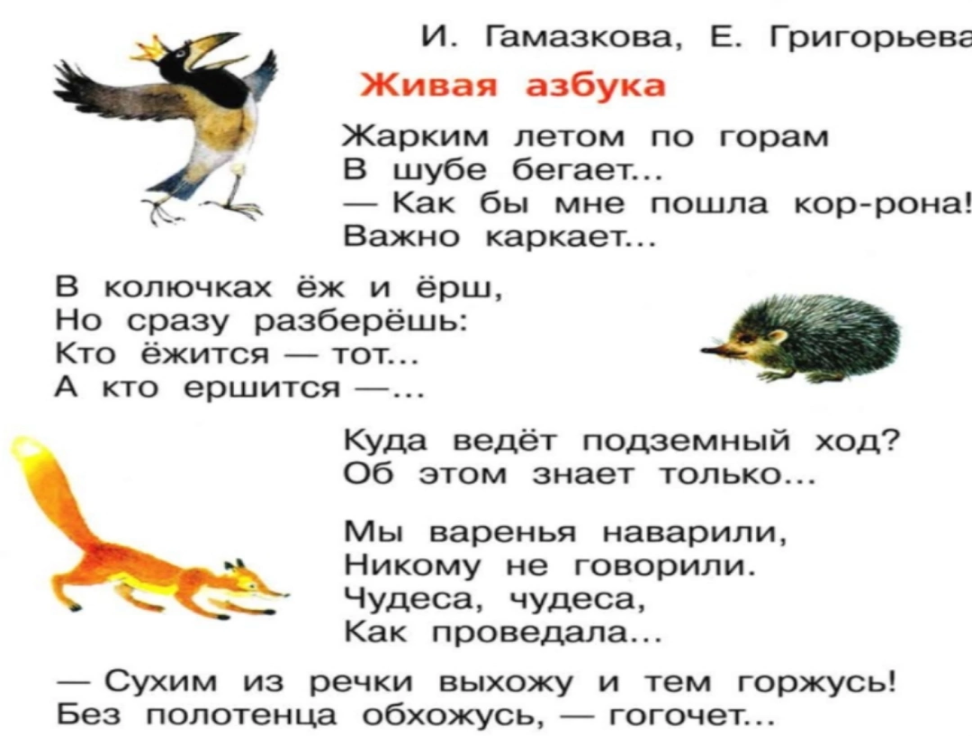 И. Гамазкова, Е. Григорьева
Живая азбука
Жарким летом по горам
В шубе бегает...
— Как бы мне пошла кор-рона!
Важно каркает...
В колючках ёж и ёрш,
Но сразу разберёшь:
Кто ёжится — тот...
А кто ершится —...
Куда ведёт подземный ход?
Об этом знает только...
Мы варенья наварили,
Никому не говорили.
Чудеса, чудеса,
Как проведала...
— Сухим из речки выхожу и тем горжусь!
Без полотенца обхожусь, — гогочет...